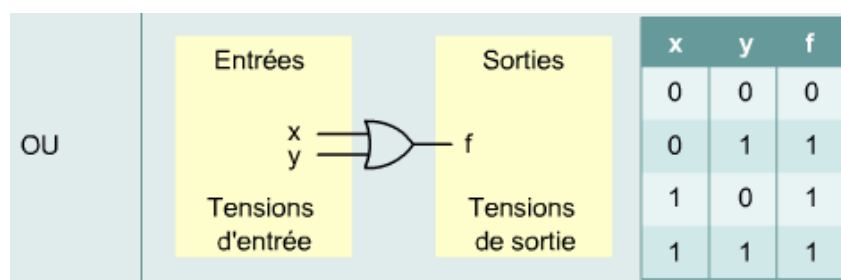 OU
Entrées
x
y
Tensions
d'entrée
Sorties
f
Tensions
de sortie
x y f
0 0 0
0 1 1
1 0 1
1 1 1